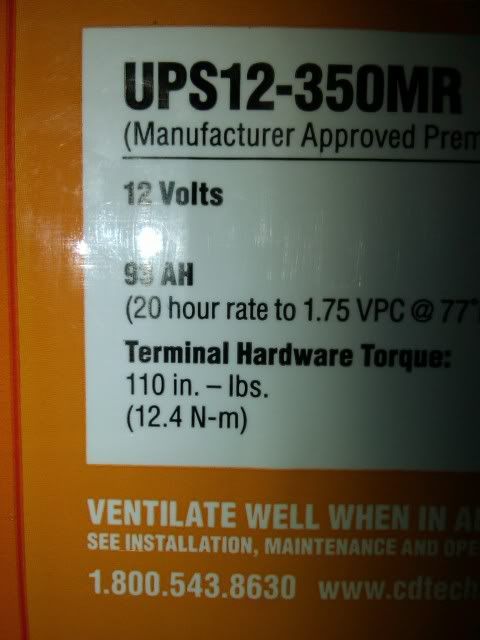 UPS12-350MR
(Manufacturer Approved Prem
12 Volts
AH
(20 hour rate to 1.75 VPC @ 77°
Terminal Hardware Torque:
110 in. – lbs.
(12.4 N-m)
VENTILATE WELL WHEN IN
SEE INSTALLATION, MAINTENANCE AND OPE
1.800.543.8630 www.cdtech